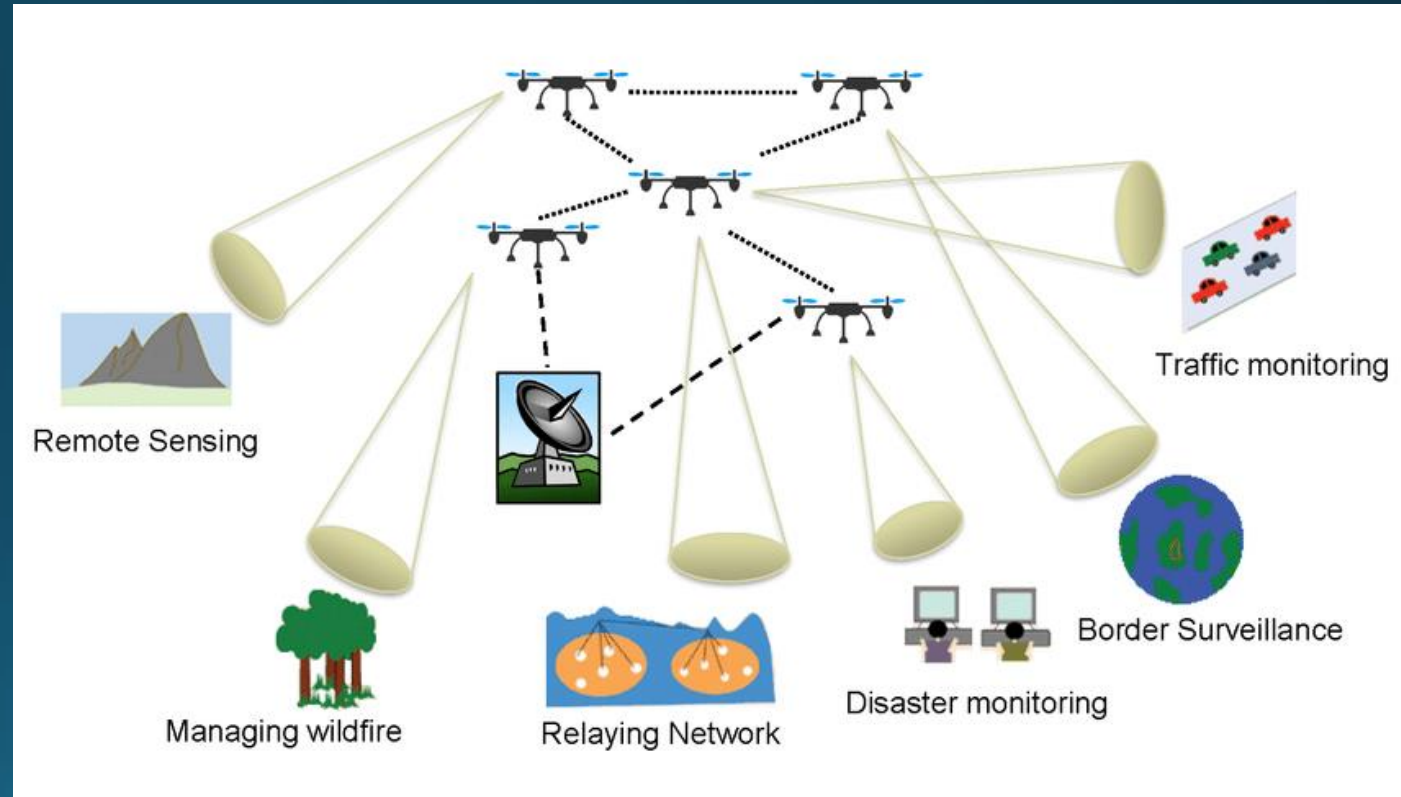 Traffic monitoring
Remote Sensing
Border Surveillance
Disaster monitoring
Managing wildfire
Relaying Network